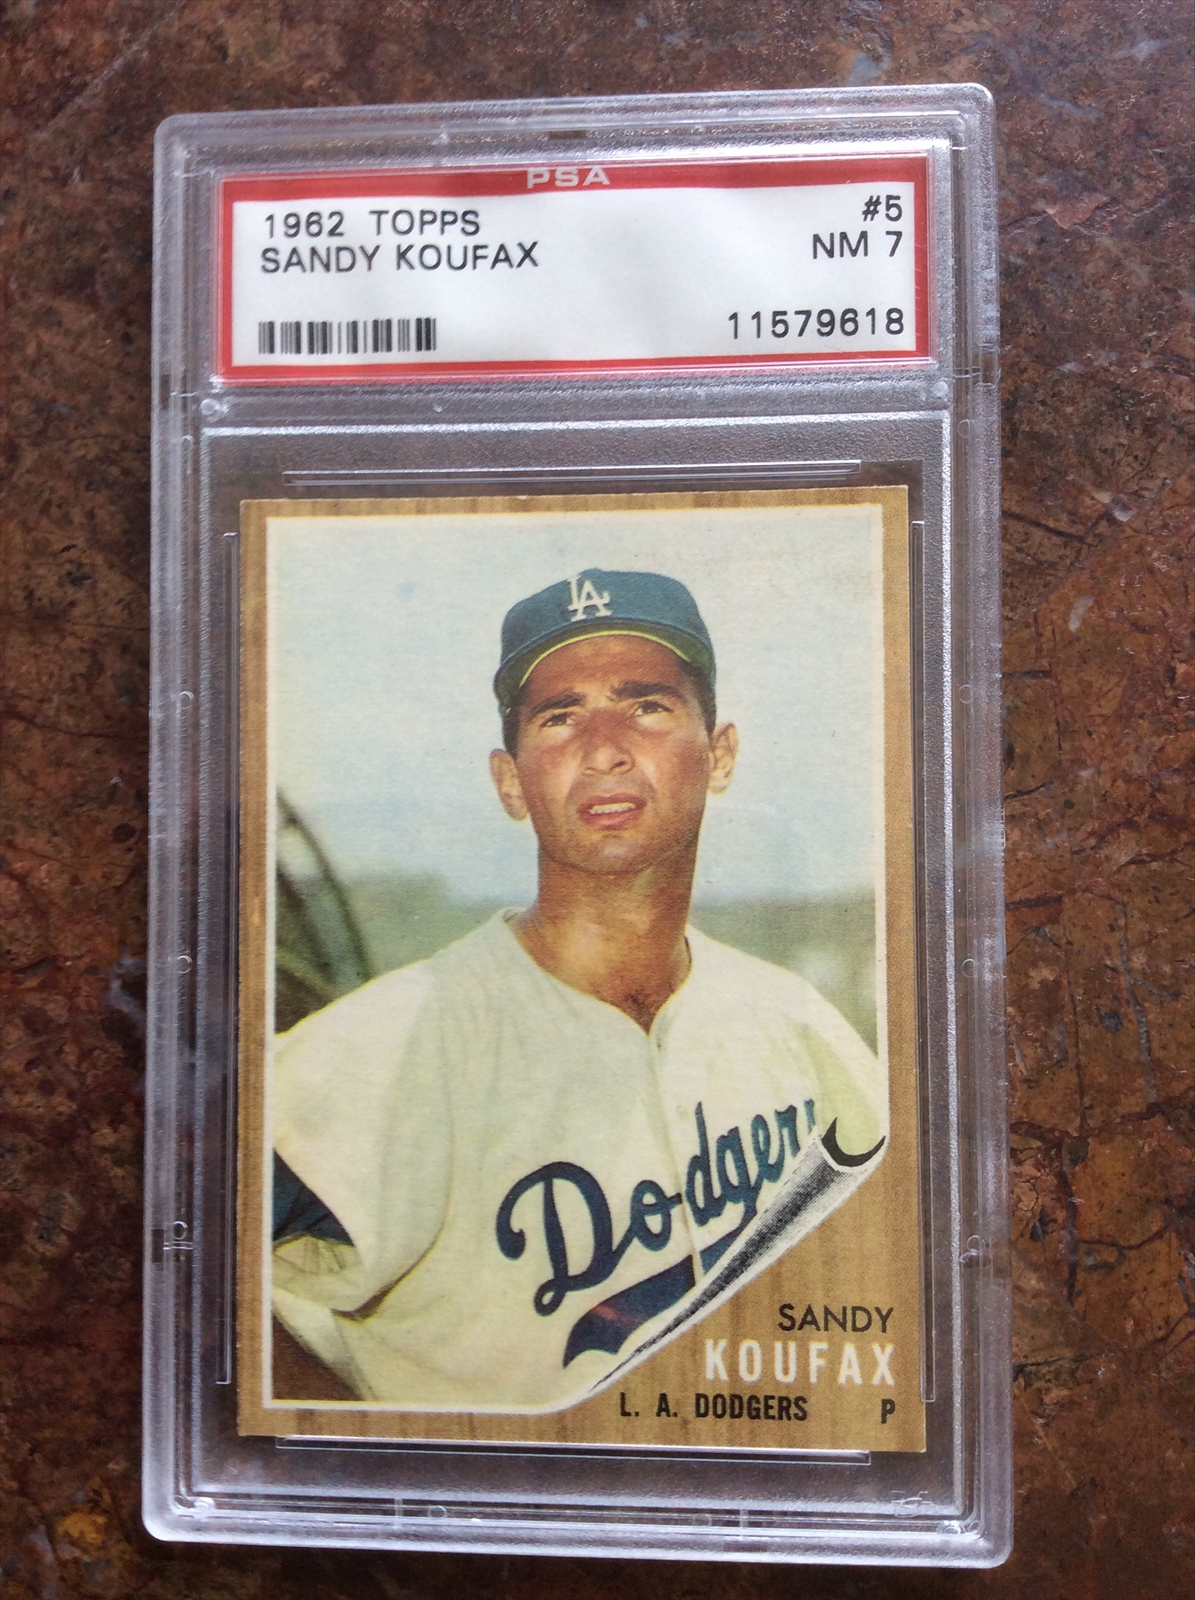 PSA
1962 TOPPS #5
SANDY KOUFAX NM 7
11579618
LA
Dodgers
SANDY
KOUFAX
L. A. DODGERS P